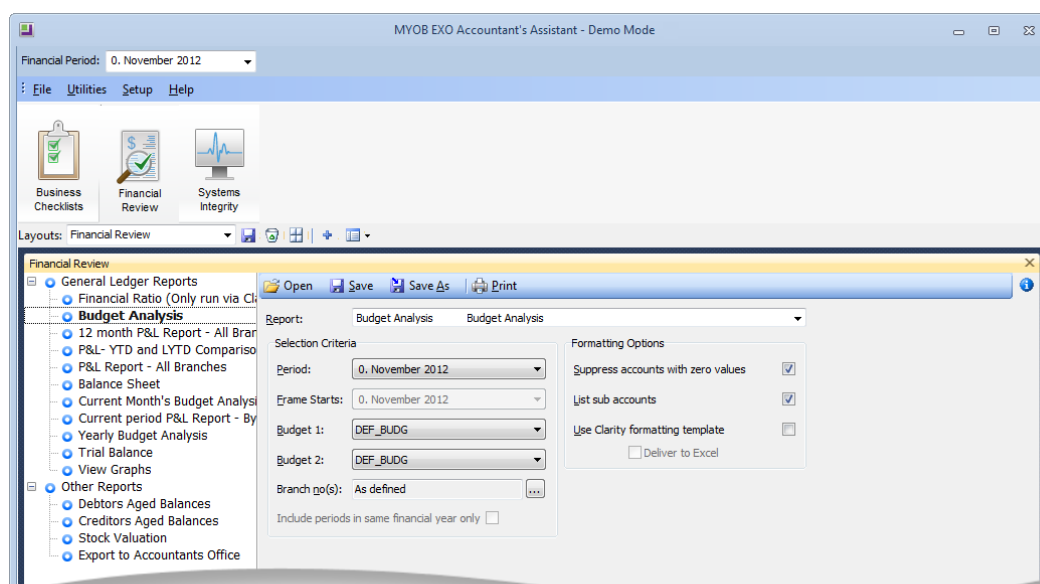 MYOB EXO Accountant's Assistant - Demo Mode
Financial Period: 0. November 2012
File Utilities Setup Help
Business Checklists
Financial Review
Systems Integrity
Layouts: Financial Review
Financial Review
General Ledger Reports
Financial Ratio (Only run via Cl
Budget Analysis
12 month P&L Report - All Bran
P&L- YTD and LYTD Compariso
P&L Report - All Branches
Balance Sheet
Current Month's Budget Analysi
Current period P&L Report - By
Yearly Budget Analysis
Trial Balance
View Graphs
Other Reports
Debtors Aged Balances
Creditors Aged Balances
Stock Valuation
Export to Accountants Office
Open Save Save As Print
Report: Budget Analysis Budget Analysis
Selection Criteria
Period: 0. November 2012
Frame Starts: 0. November 2012
Budget 1: DEF_BUDG
Budget 2: DEF_BUDG
Branch no(s): As defined ...
Include periods in same financial year only
Formatting Options
Suppress accounts with zero values
List sub accounts
Use Clarity formatting template
Deliver to Excel